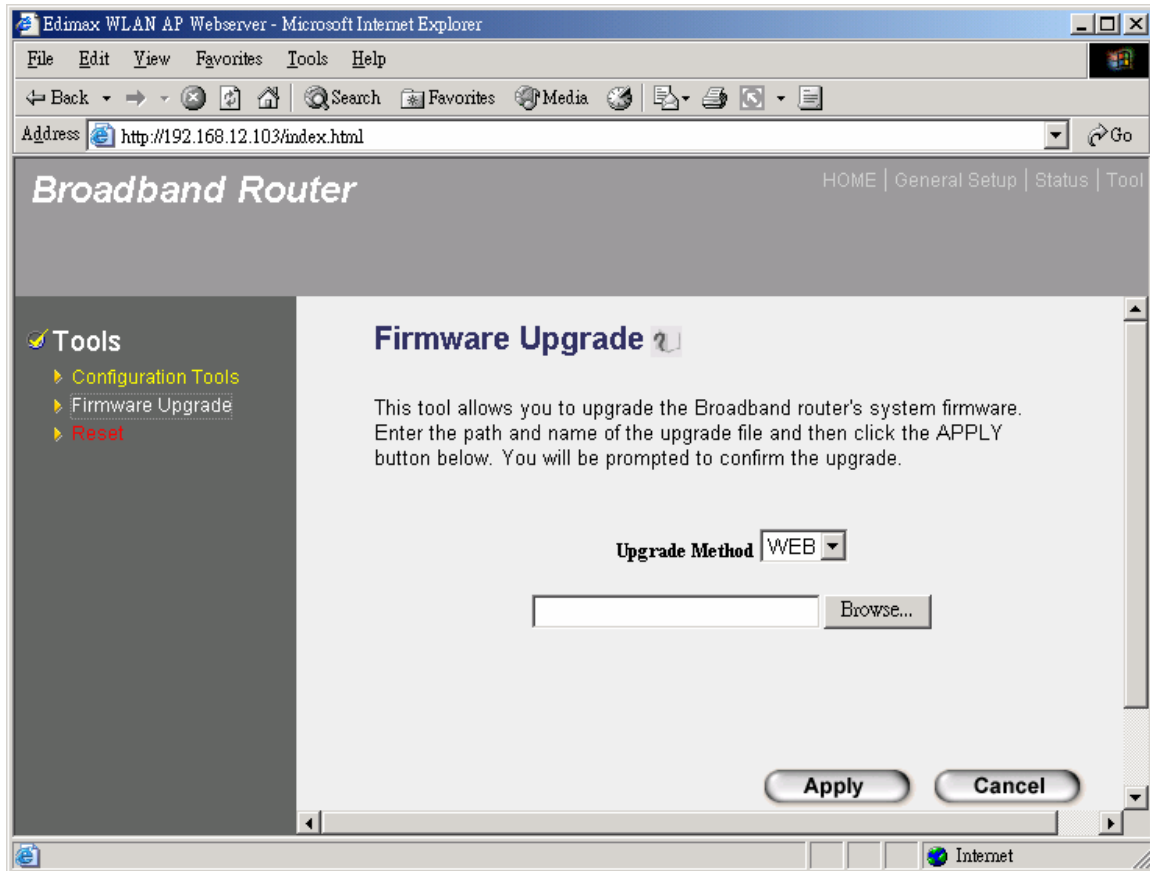 Edimax WLAN AP Webserver - Microsoft Internet Explorer
File Edit View Favorites Tools Help
Back Search Favorites Media
Address http://192.168.12.103/index.html Go
Broadband Router
HOME | General Setup | Status | Tool
Tools
Configuration Tools
Firmware Upgrade
Reset
Firmware Upgrade
This tool allows you to upgrade the Broadband router's system firmware.
Enter the path and name of the upgrade file and then click the APPLY
button below. You will be prompted to confirm the upgrade.
Upgrade Method WEB
Browse...
Apply Cancel
Internet